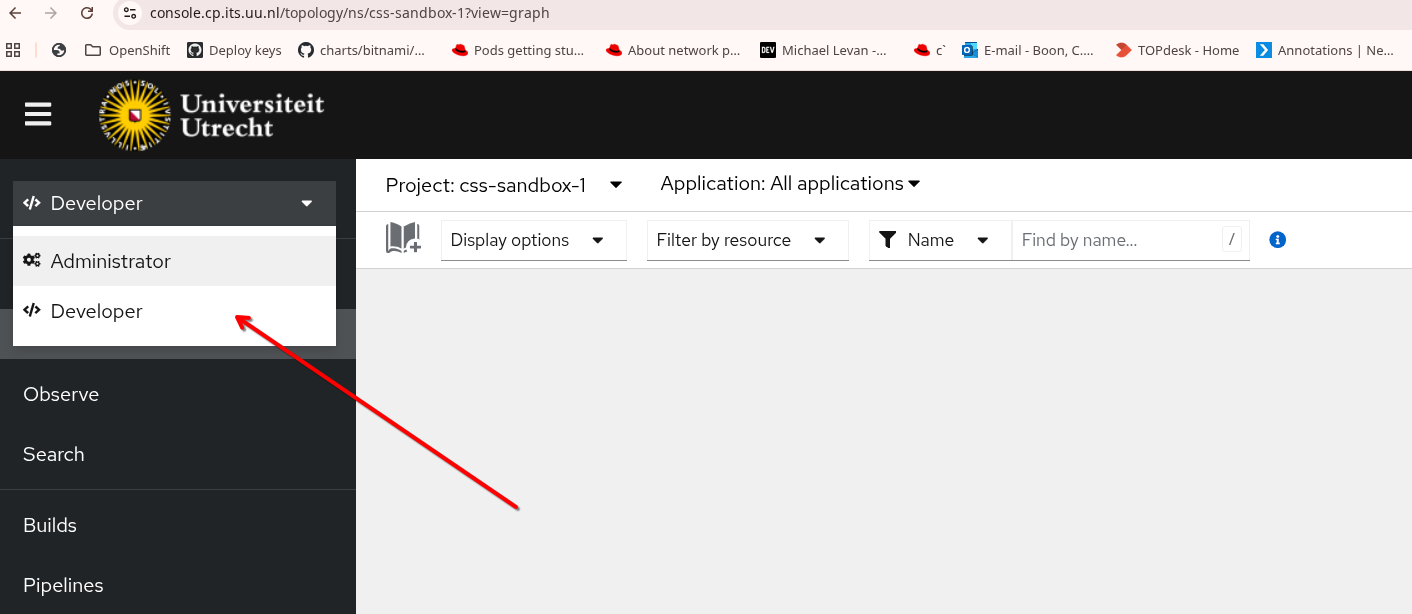 console.cp.its.uu.nl/topology/ns/css-sandbox-1?view=graph
OpenShift Deploy keys charts/bitnami/... Pods getting stu... About network p... DEV Michael Levan -... c` E-mail - Boon, C.... TOPdesk - Home Annotations | Ne...
Universiteit
Utrecht
Developer
Project: css-sandbox-1 Application: All applications
Display options Filter by resource Name Find by name... /
Administrator
Developer
Observe
Search
Builds
Pipelines